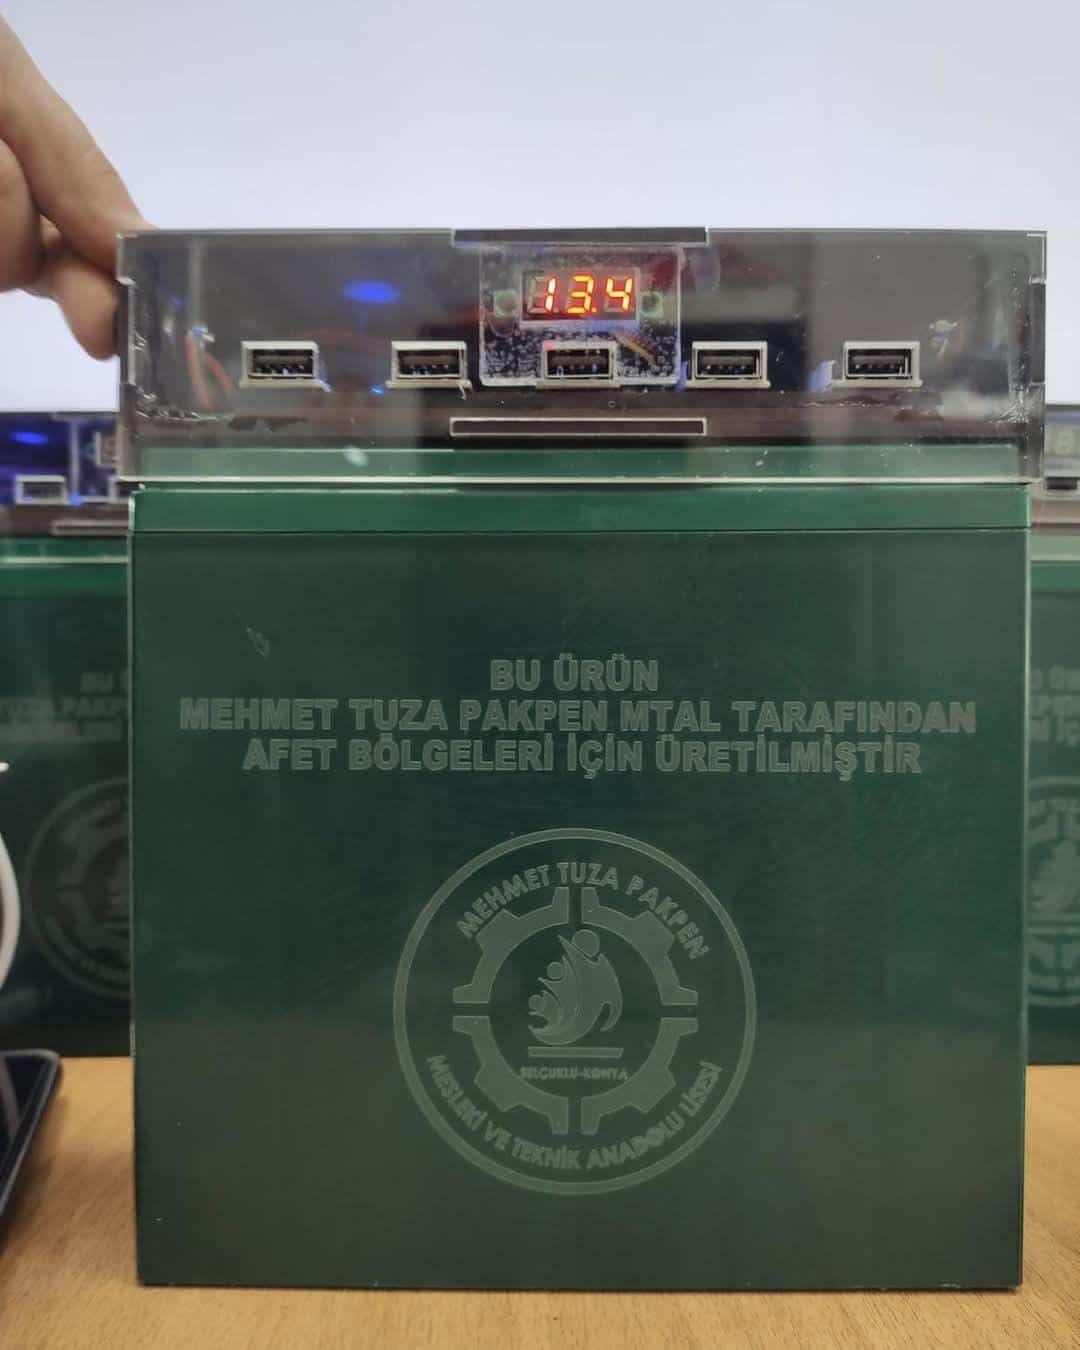 13.4
BU ÜRÜN
MEHMET TUZA PAKPEN MTAL TARAFINDAN
AFET BÖLGELERİ İÇİN ÜRETİLMİŞTİR
MEHMET TUZA PAKPEN
SELÇUKLU-KONYA
MESLEKİ VE TEKNİK ANADOLU LİSESİ